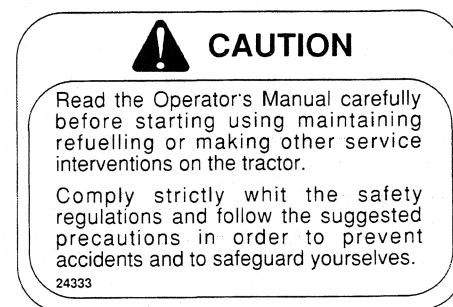 CAUTION
Read the Operator's Manual carefully
before starting using maintaining
refuelling or making other service
interventions on the tractor.
Comply strictly whit the safety
regulations and follow the suggested
precautions in order to prevent
accidents and to safeguard yourselves.
24333